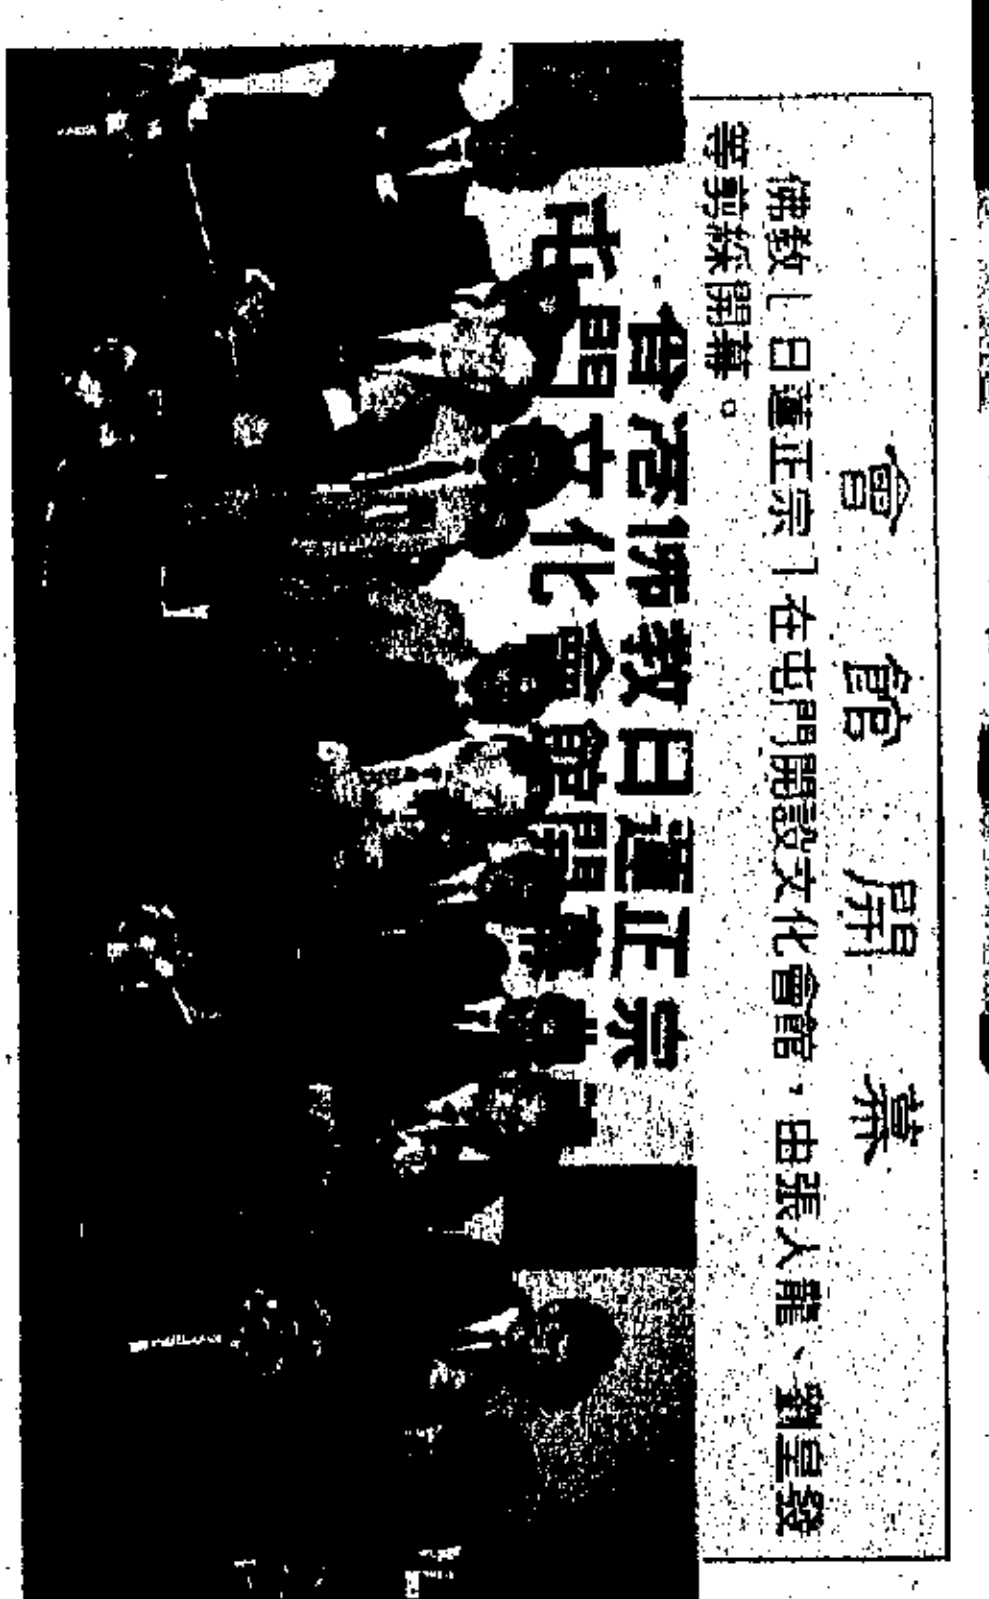 會館開幕
佛教「日蓮正宗」在屯門開設文化會館,由張人龍、劉皇發
等剪綵開幕。
香港佛教日蓮正宗
屯門文化會館開幕典